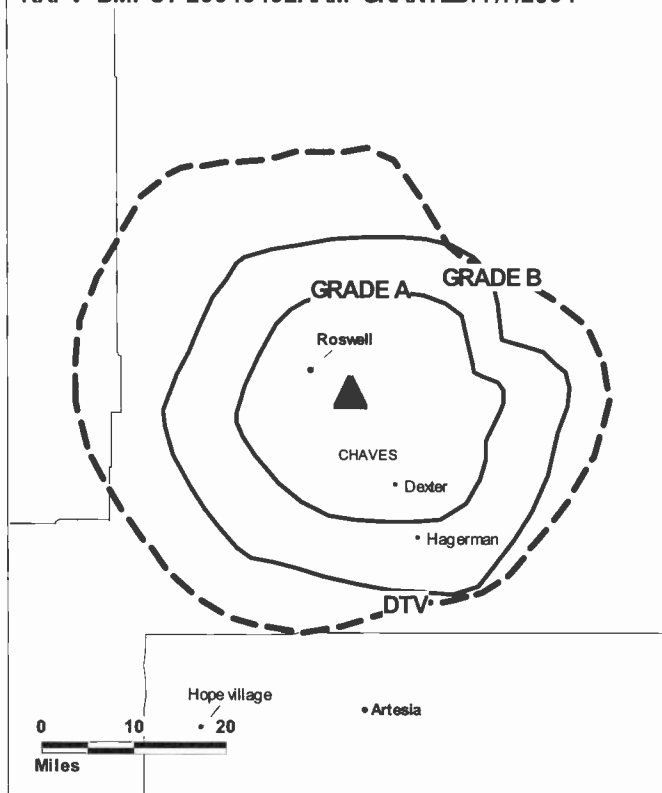 GRADE B
GRADE A
Roswell
CHAVES
Dexter
Hagerman
DTV
Hope village
Artesia
0 10 20
Miles